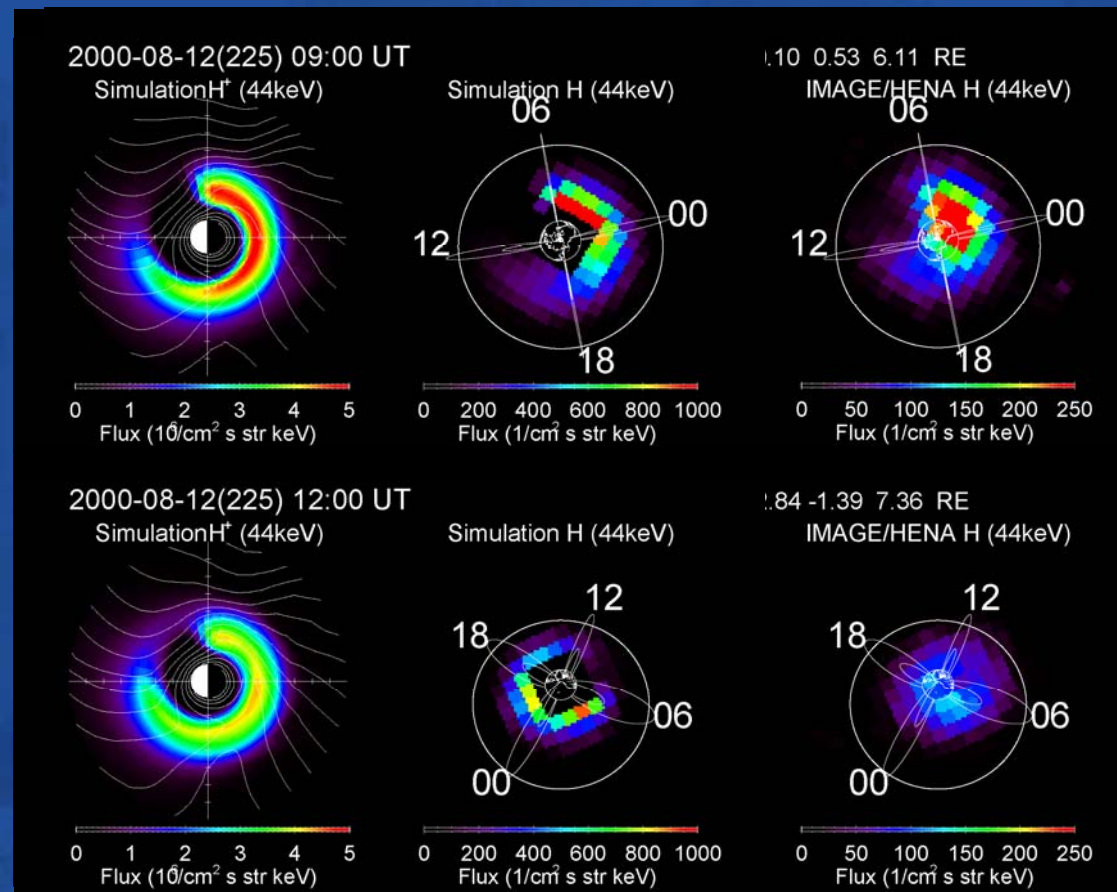 2000-08-12(225) 09:00 UT
.10 0.53 6.11 RE
Simulation H⁺ (44keV)
Simulation H (44keV)
IMAGE/HENA H (44keV)
06
00
12
18
06
00
12
18
0 1 2 3 4 5
Flux (10⁶/cm² s str keV)
0 200 400 600 800 1000
Flux (1/cm² s str keV)
0 50 100 150 200 250
Flux (1/cm² s str keV)
2000-08-12(225) 12:00 UT
.84 -1.39 7.36 RE
Simulation H⁺ (44keV)
Simulation H (44keV)
IMAGE/HENA H (44keV)
12
18
06
00
12
18
06
00
0 1 2 3 4 5
Flux (10⁶/cm² s str keV)
0 200 400 600 800 1000
Flux (1/cm² s str keV)
0 50 100 150 200 250
Flux (1/cm² s str keV)